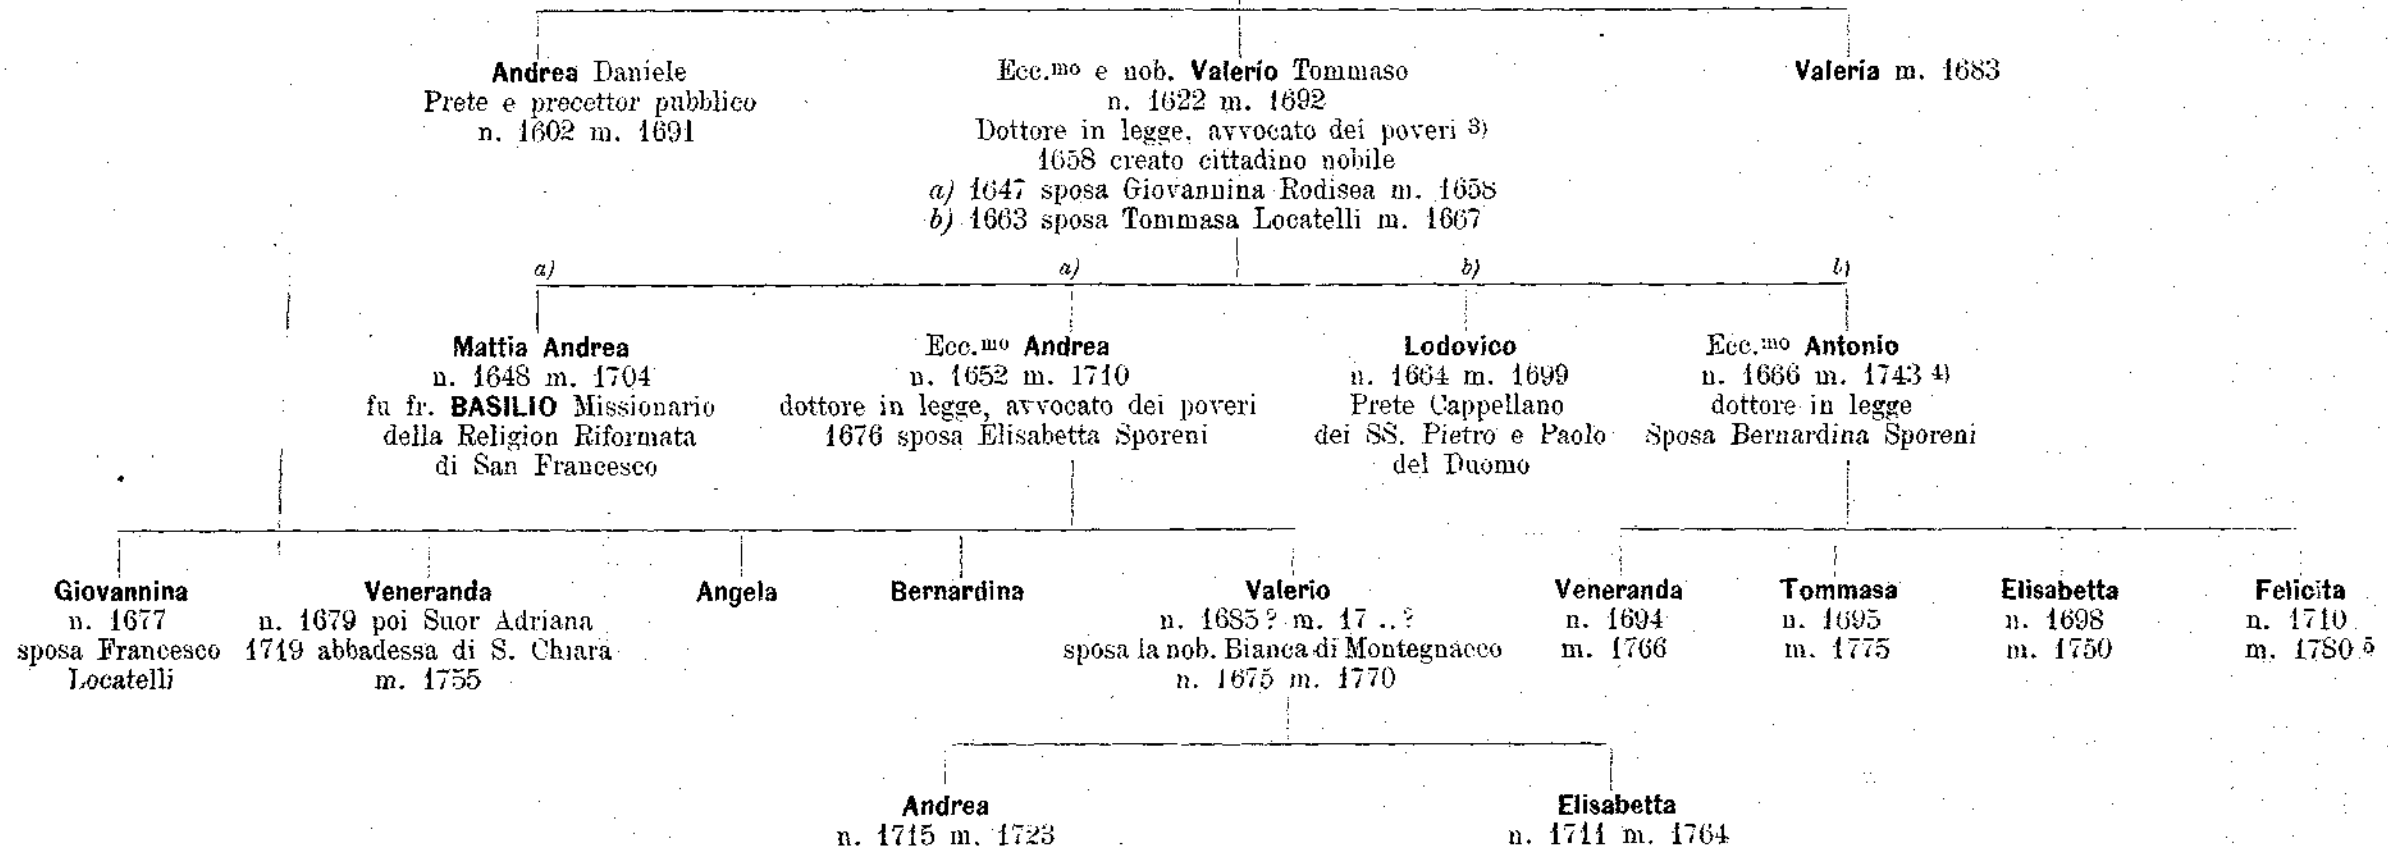 Andrea Daniele
Prete e precettor pubblico
n. 1602 m. 1691
Ecc.mo e nob. Valerio Tommaso
n. 1622 m. 1692
Dottore in legge, avvocato dei poveri 3)
1658 creato cittadino nobile
a) 1647 sposa Giovannina Rodisea m. 1658
b) 1663 sposa Tommasa Locatelli m. 1667
Valeria m. 1683
a)
a)
b)
b)
Mattia Andrea
n. 1648 m. 1704
fu fr. BASILIO Missionario
della Religion Riformata
di San Francesco
Ecc.mo Andrea
n. 1652 m. 1710
dottore in legge, avvocato dei poveri
1676 sposa Elisabetta Sporeni
Lodovico
n. 1664 m. 1699
Prete Cappellano
dei SS. Pietro e Paolo
del Duomo
Ecc.mo Antonio
n. 1666 m. 1743 4)
dottore in legge
Sposa Bernardina Sporeni
Giovannina
n. 1677
sposa Francesco
Locatelli
Veneranda
n. 1679 poi Suor Adriana
1719 abbadessa di S. Chiara
m. 1755
Angela
Bernardina
Valerio
n. 1685? m. 17 ..?
sposa la nob. Bianca di Montegnacco
n. 1675 m. 1770
Veneranda
n. 1694
m. 1766
Tommasa
n. 1695
m. 1775
Elisabetta
n. 1698
m. 1750
Felicita
n. 1710
m. 1780 5
Andrea
n. 1715 m. 1723
Elisabetta
n. 1711 m. 1764